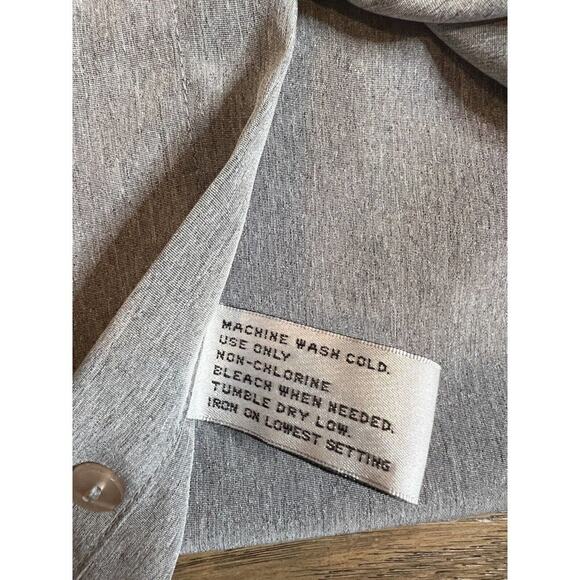 MACHINE WASH COLD.
USE ONLY
NON-CHLORINE
BLEACH WHEN NEEDED.
TUMBLE DRY LOW.
IRON ON LOWEST SETTING